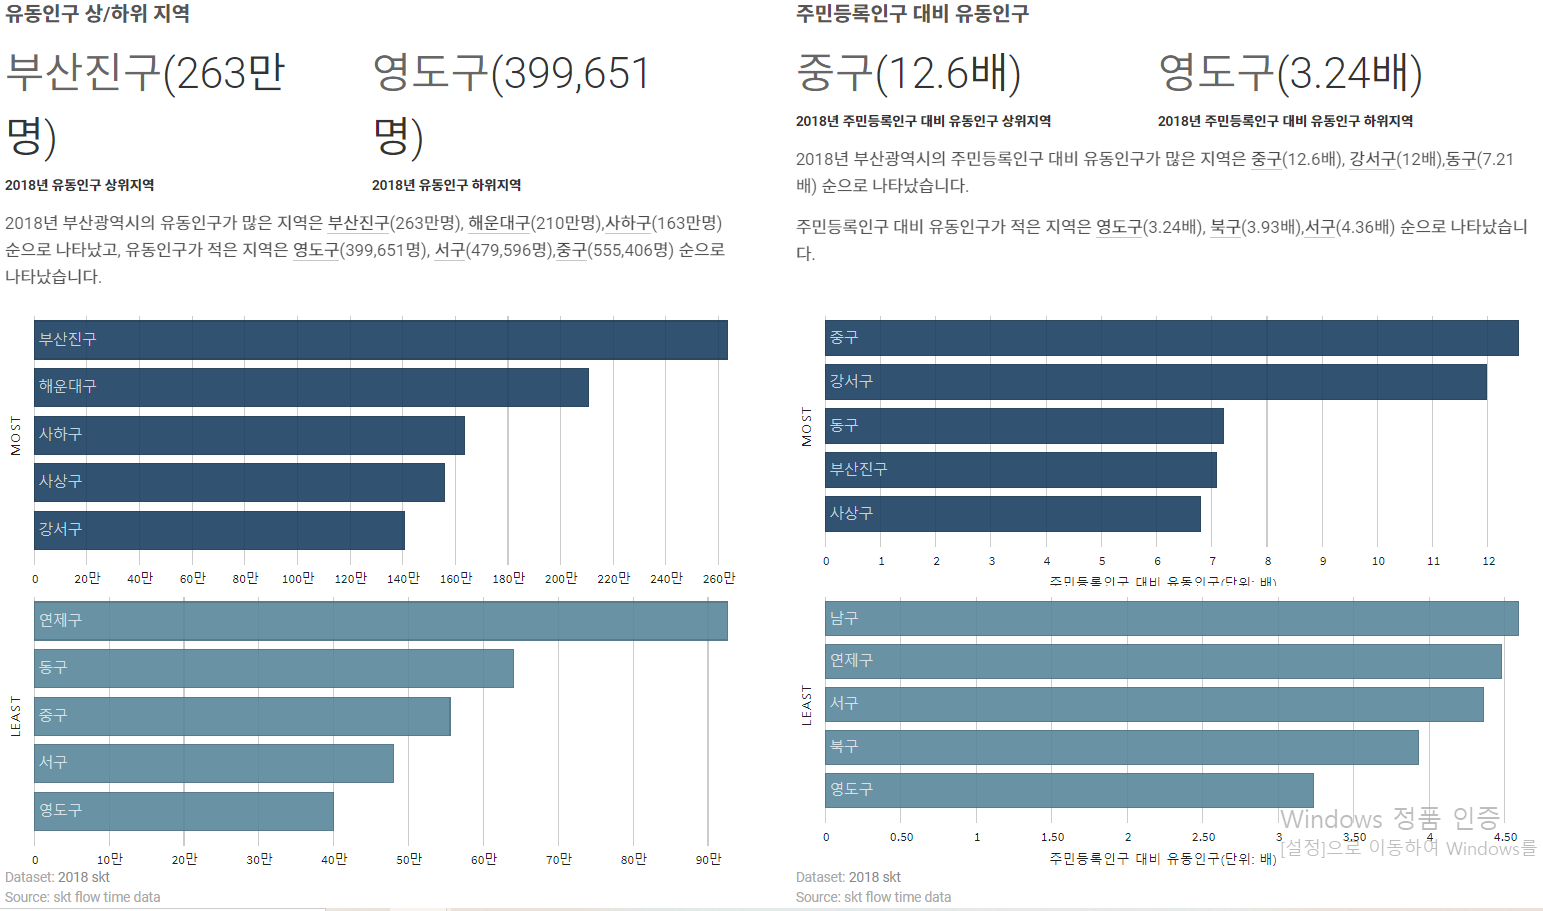 유동인구 상/하위 지역
부산진구(263만
명)
2018년 유동인구 상위지역
영도구(399,651
명)
2018년 유동인구 하위지역
2018년 부산광역시의 유동인구가 많은 지역은 부산진구(263만명), 해운대구(210만명),사하구(163만명)
순으로 나타났고, 유동인구가 적은 지역은 영도구(399,651명), 서구(479,596명),중구(555,406명) 순으로
나타났습니다.
MOST
부산진구
해운대구
사하구
사상구
강서구
0 20만 40만 60만 80만 100만 120만 140만 160만 180만 200만 220만 240만 260만
LEAST
연제구
동구
중구
서구
영도구
0 10만 20만 30만 40만 50만 60만 70만 80만 90만
Dataset: 2018 skt
Source: skt flow time data
주민등록인구 대비 유동인구
중구(12.6배)
2018년 주민등록인구 대비 유동인구 상위지역
영도구(3.24배)
2018년 주민등록인구 대비 유동인구 하위지역
2018년 부산광역시의 주민등록인구 대비 유동인구가 많은 지역은 중구(12.6배), 강서구(12배),동구(7.21
배) 순으로 나타났습니다.
주민등록인구 대비 유동인구가 적은 지역은 영도구(3.24배), 북구(3.93배),서구(4.36배) 순으로 나타났습니
다.
MOST
중구
강서구
동구
부산진구
사상구
0 1 2 3 4 5 6 7 8 9 10 11 12
주민등록인구 대비 유동인구(단위: 배)
LEAST
남구
연제구
서구
북구
영도구
0 0.50 1 1.50 2 2.50 3 3.50 4 4.50
주민등록인구 대비 유동인구(단위: 배)
Windows 정품 인증
[설정]으로 이동하여 Windows를
Dataset: 2018 skt
Source: skt flow time data